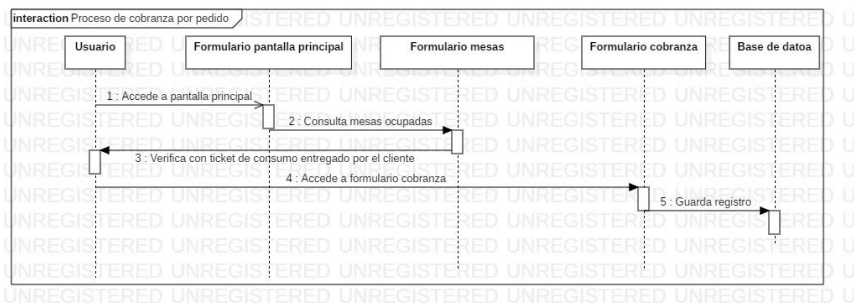 interaction Proceso de cobranza por pedido
Usuario
Formulario pantalla principal
Formulario mesas
Formulario cobranza
Base de datoa
1 : Accede a pantalla principal
2 : Consulta mesas ocupadas
3 : Verifica con ticket de consumo entregado por el cliente
4 : Accede a formulario cobranza
5 : Guarda registro
UNREGISTERED